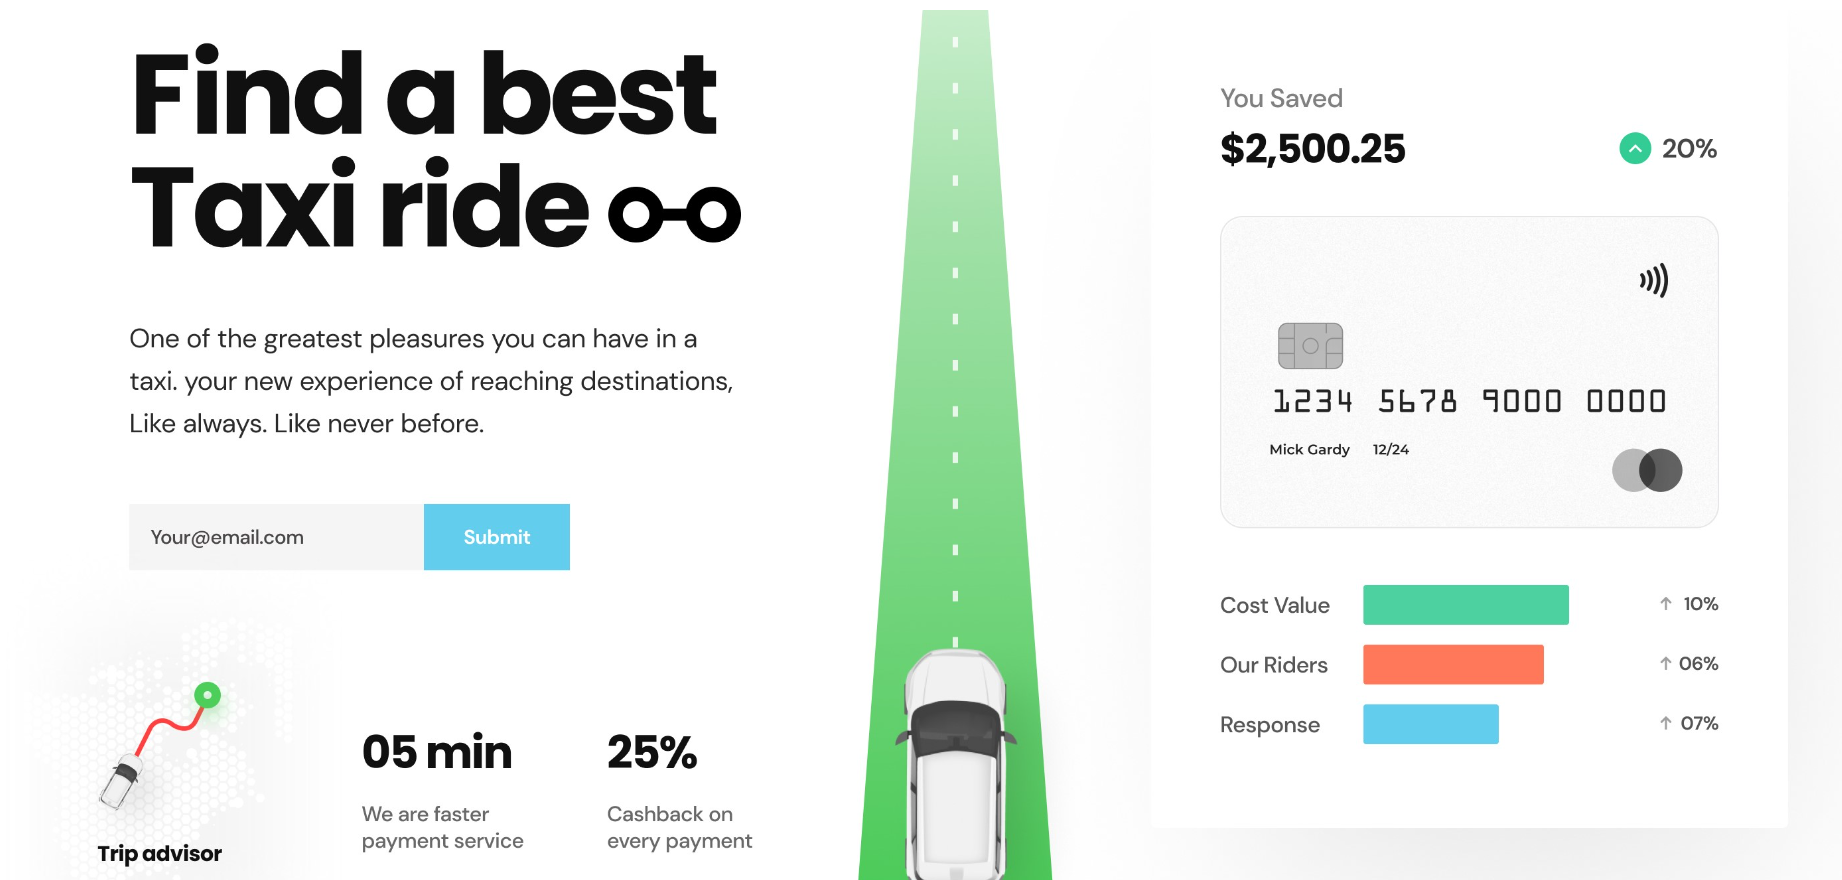 Find a best
Taxi ride
One of the greatest pleasures you can have in a
taxi. your new experience of reaching destinations,
Like always. Like never before.
Your@email.com
Submit
Trip advisor
05 min
We are faster
payment service
25%
Cashback on
every payment
You Saved
$2,500.25
20%
1234 5678 9000 0000
Mick Gardy 12/24
Cost Value 10%
Our Riders 06%
Response 07%